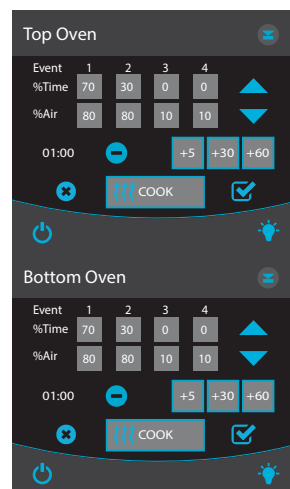 Top Oven
Event 1 2 3 4
%Time 70 30 0 0
%Air 80 80 10 10
01:00 +5 +30 +60
COOK
Bottom Oven
Event 1 2 3 4
%Time 70 30 0 0
%Air 80 80 10 10
01:00 +5 +30 +60
COOK